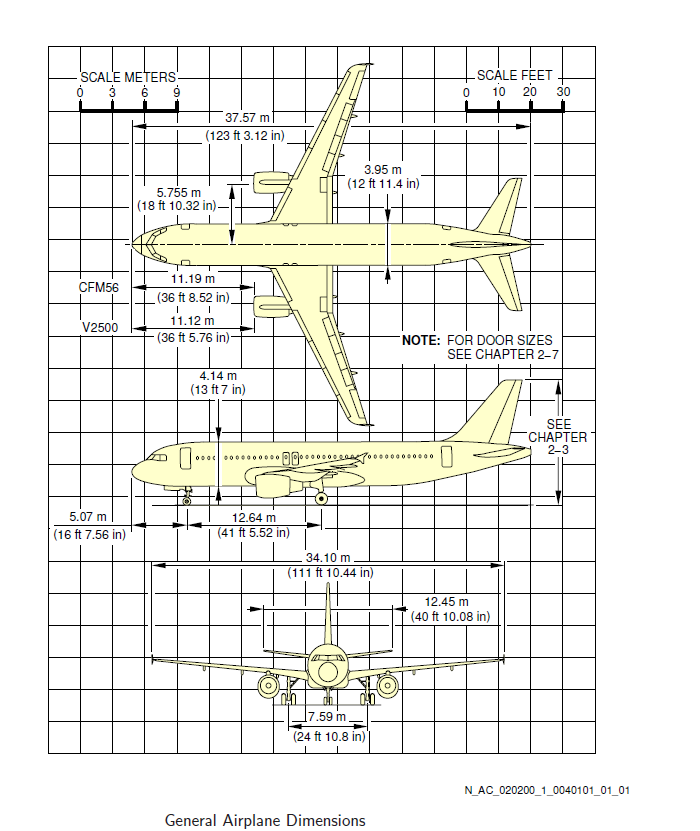 SCALE METERS
0 3 6 9
SCALE FEET
0 10 20 30
37.57 m
(123 ft 3.12 in)
3.95 m
(12 ft 11.4 in)
5.755 m
(18 ft 10.32 in)
CFM56
11.19 m
(36 ft 8.52 in)
V2500
11.12 m
(36 ft 5.76 in)
NOTE: FOR DOOR SIZES
SEE CHAPTER 2–7
4.14 m
(13 ft 7 in)
SEE
CHAPTER
2–3
5.07 m
(16 ft 7.56 in)
12.64 m
(41 ft 5.52 in)
34.10 m
(111 ft 10.44 in)
12.45 m
(40 ft 10.08 in)
7.59 m
(24 ft 10.8 in)
N_AC_020200_1_0040101_01_01
General Airplane Dimensions